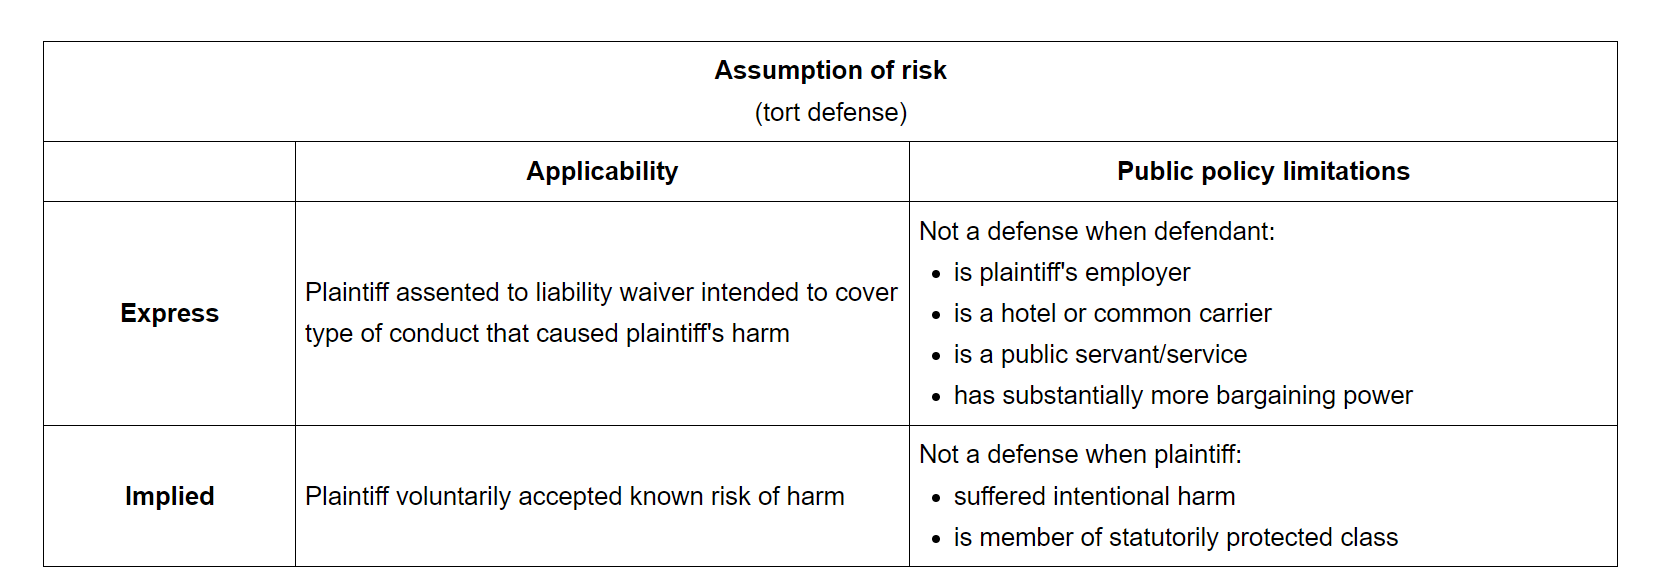 Assumption of risk
(tort defense)
Applicability
Public policy limitations
Express
Plaintiff assented to liability waiver intended to cover
type of conduct that caused plaintiff's harm
Not a defense when defendant:
• is plaintiff's employer
• is a hotel or common carrier
• is a public servant/service
• has substantially more bargaining power
Implied
Plaintiff voluntarily accepted known risk of harm
Not a defense when plaintiff:
• suffered intentional harm
• is member of statutorily protected class